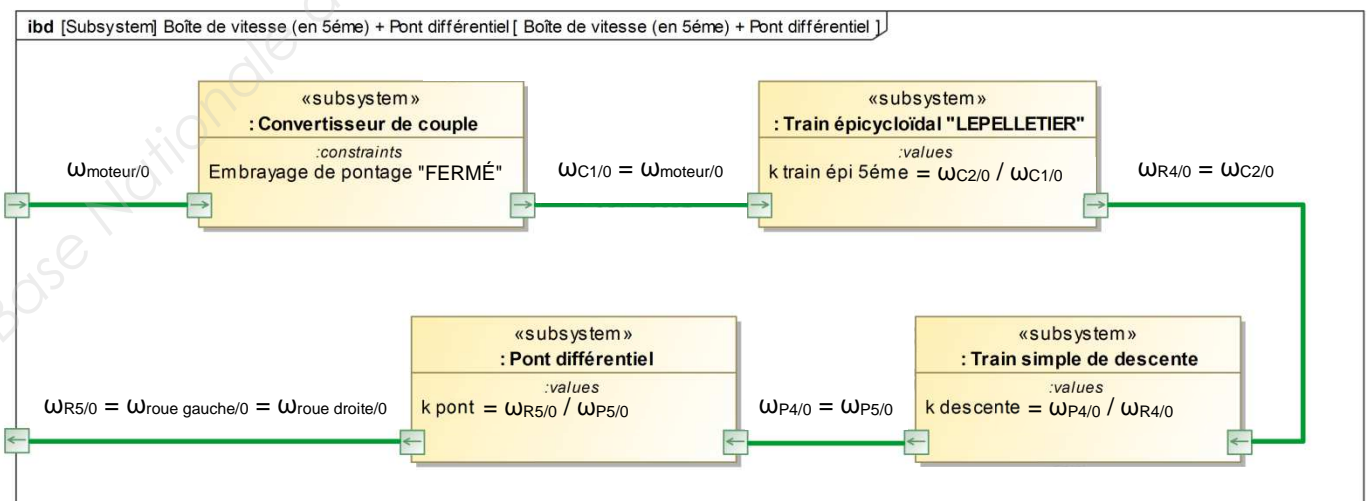 ibd [Subsystem] Boîte de vitesse (en 5éme) + Pont différentiel [ Boîte de vitesse (en 5éme) + Pont différentiel ]
«subsystem»
: Convertisseur de couple
:constraints
Embrayage de pontage "FERMÉ"
«subsystem»
: Train épicycloïdal "LEPELLETIER"
:values
k train épi 5éme = ωC2/0 / ωC1/0
ωmoteur/0
ωC1/0 = ωmoteur/0
ωR4/0 = ωC2/0
«subsystem»
: Pont différentiel
:values
k pont = ωR5/0 / ωP5/0
«subsystem»
: Train simple de descente
:values
k descente = ωP4/0 / ωR4/0
ωR5/0 = ωroue gauche/0 = ωroue droite/0
ωP4/0 = ωP5/0
Base Nationale